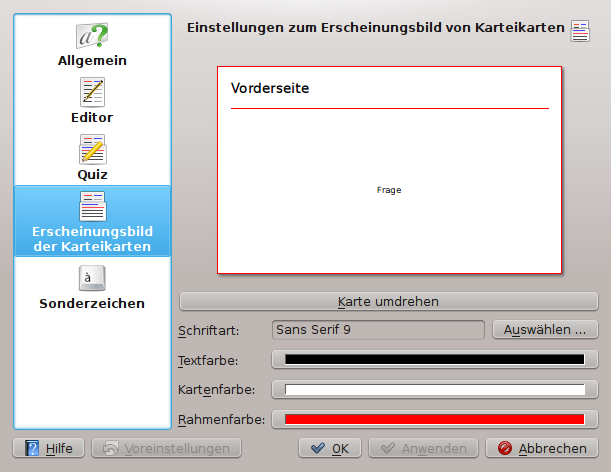 Einstellungen zum Erscheinungsbild von Karteikarten
Allgemein
Editor
Quiz
Erscheinungsbild
der Karteikarten
à
Sonderzeichen
Vorderseite
Frage
Karte umdrehen
Schriftart: Sans Serif 9 Auswählen ...
Textfarbe:
Kartenfarbe:
Rahmenfarbe:
Hilfe Voreinstellungen OK Anwenden Abbrechen